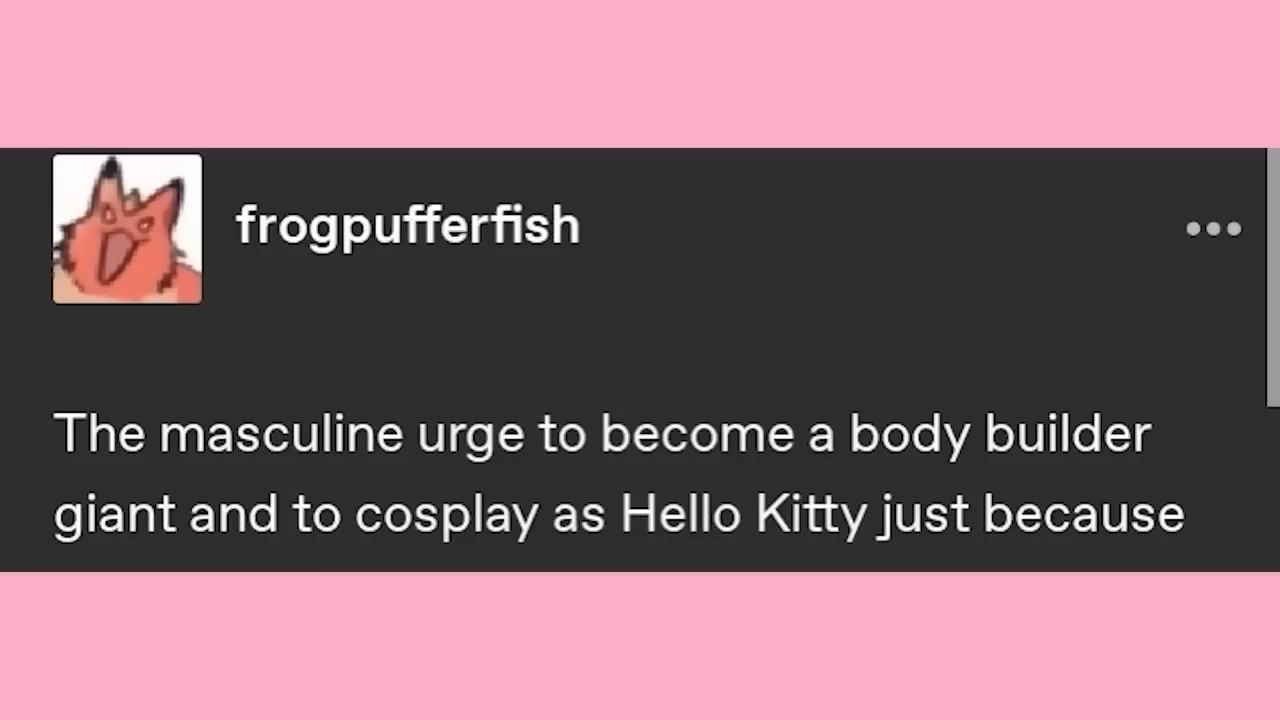 frogpufferfish
The masculine urge to become a body builder
giant and to cosplay as Hello Kitty just because